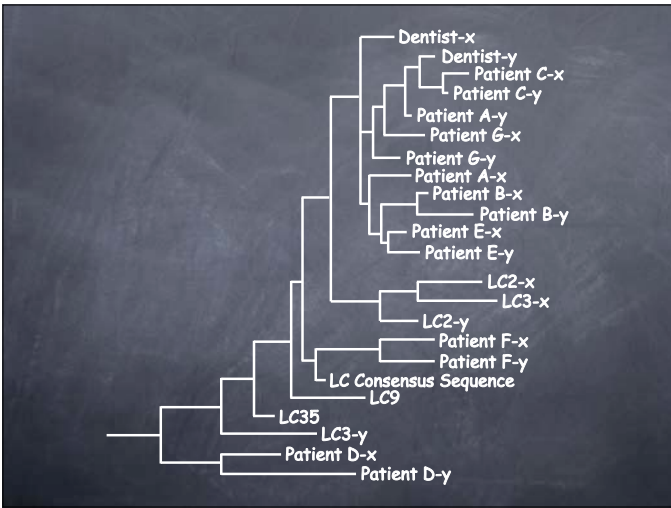 Dentist-x
Dentist-y
Patient C-x
Patient C-y
Patient A-y
Patient G-x
Patient G-y
Patient A-x
Patient B-x
Patient B-y
Patient E-x
Patient E-y
LC2-x
LC3-x
LC2-y
Patient F-x
Patient F-y
LC Consensus Sequence
LC9
LC35
LC3-y
Patient D-x
Patient D-y